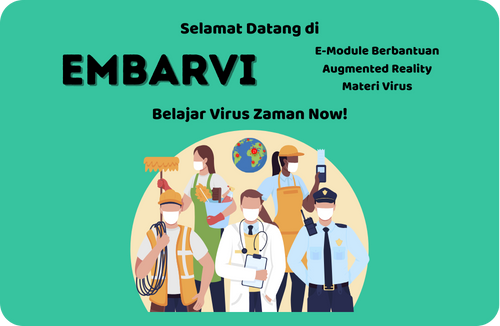 Selamat Datang di
EMBARVI
E-Module Berbantuan
Augmented Reality
Materi Virus
Belajar Virus Zaman Now!